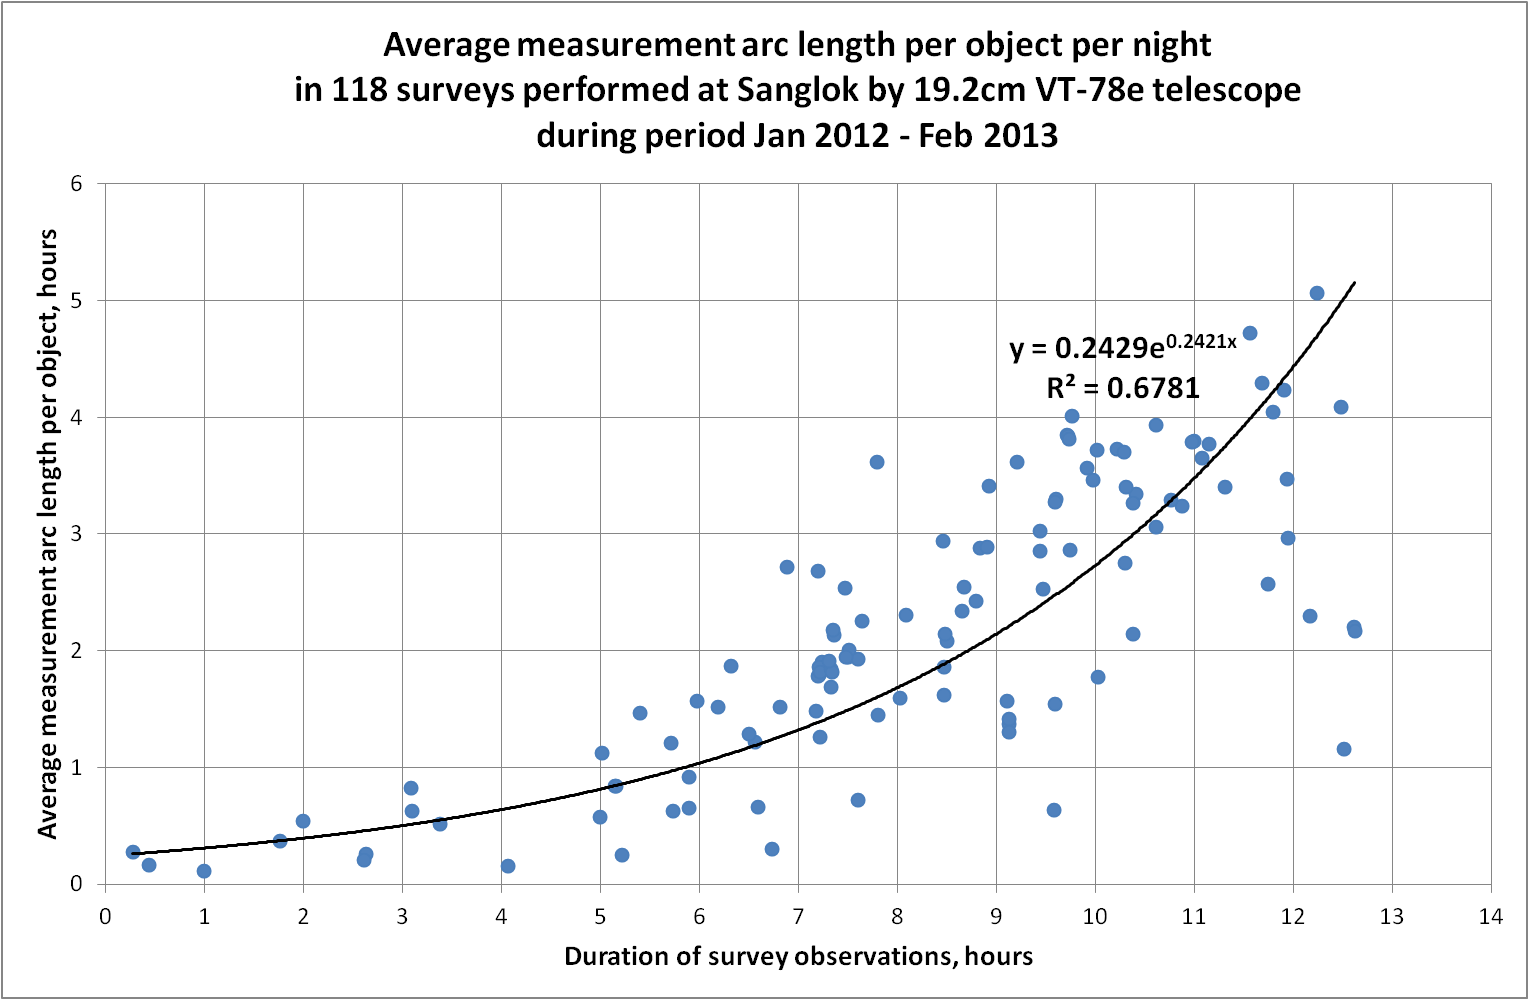 Average measurement arc length per object per night
in 118 surveys performed at Sanglok by 19.2cm VT-78e telescope
during period Jan 2012 - Feb 2013
Average measurement arc length per object, hours
6
5
4
3
2
1
0
y = 0.2429e^0.2421x
R² = 0.6781
0 1 2 3 4 5 6 7 8 9 10 11 12 13 14
Duration of survey observations, hours